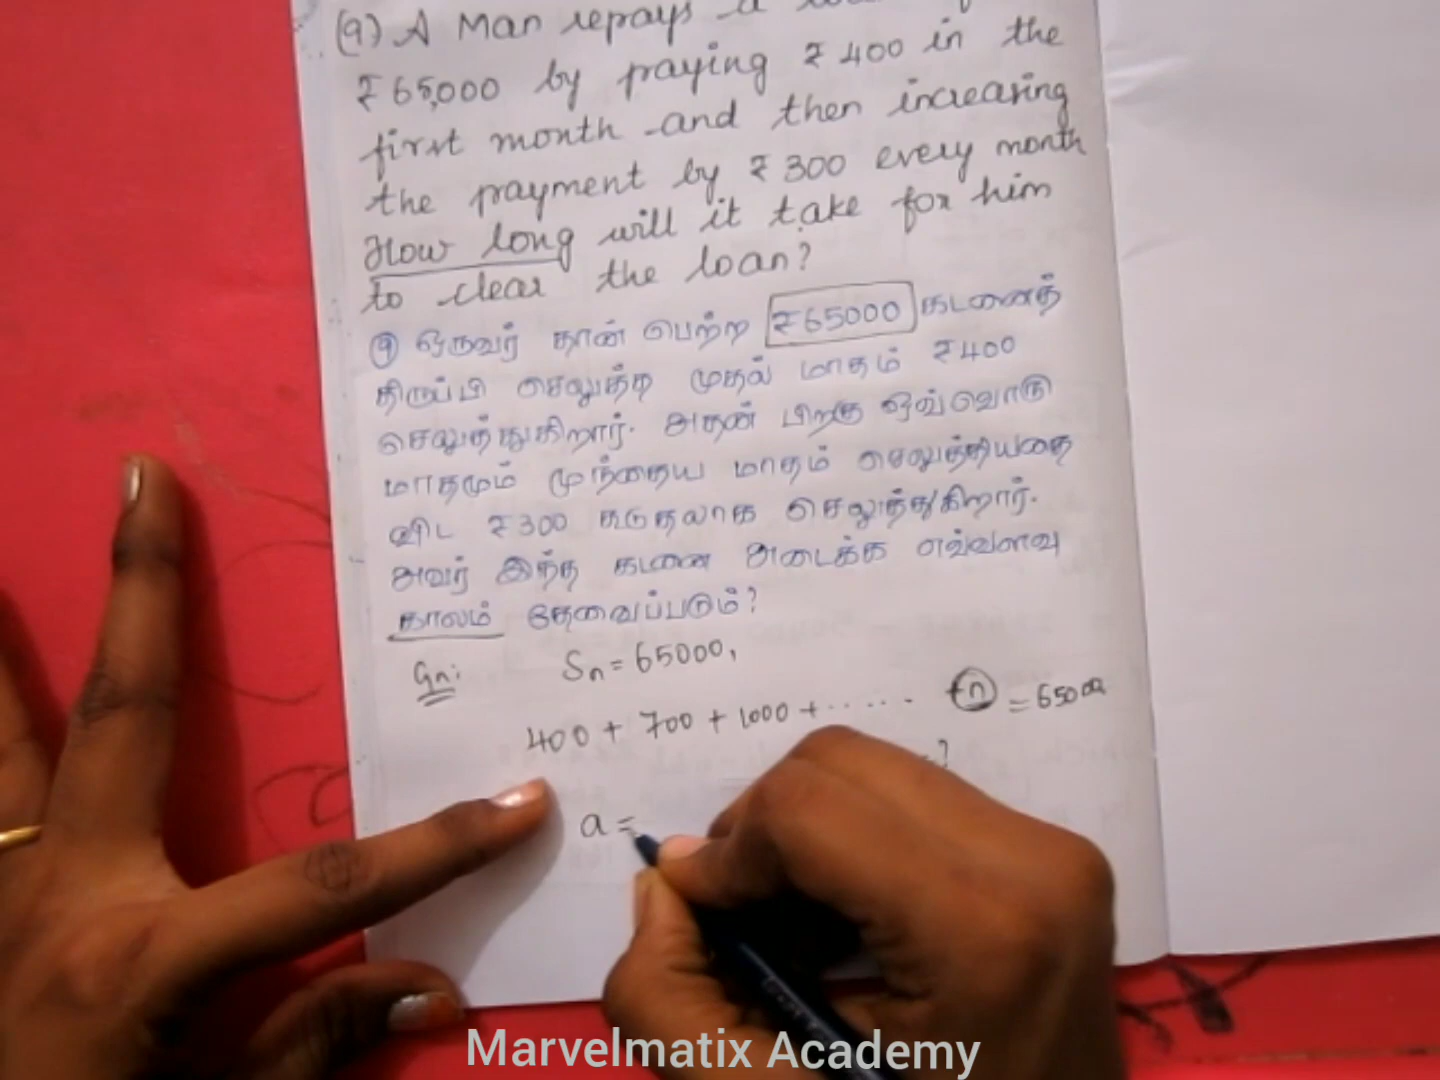 (9) A Man repays a
₹65,000 by paying ₹400 in the
first month and then increasing
the payment by ₹300 every month
How long will it take for him
to clear the loan?
(9) ஒருவர் தான் பெற்ற ₹65000 கடனைத்
திருப்பி செலுத்த முதல் மாதம் ₹400
செலுத்துகிறார். அதன் பிறகு ஒவ்வொரு
மாதமும் முந்தைய மாதம் செலுத்தியதை
விட ₹300 கூடுதலாக செலுத்துகிறார்.
அவர் இந்த கடனை அடைக்க எவ்வளவு
காலம் தேவைப்படும்?
Gn: Sn = 65000,
400 + 700 + 1000 + ...... tn = 65000
?
a =
Marvelmatix Academy